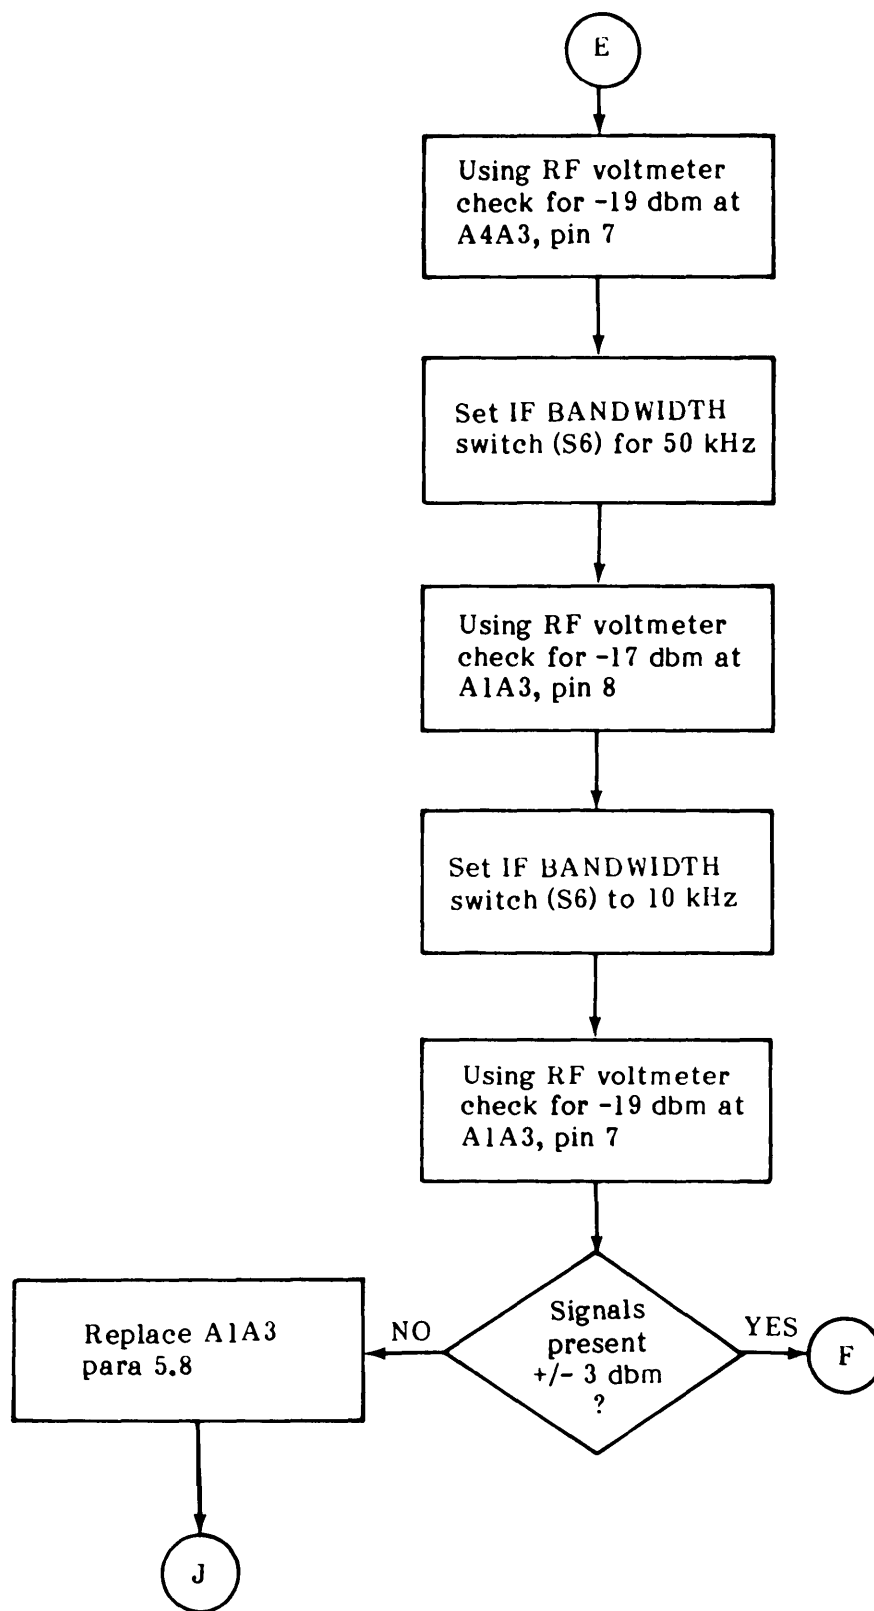 E
Using RF voltmeter
check for -19 dbm at
A4A3, pin 7
Set IF BANDWIDTH
switch (S6) for 50 kHz
Using RF voltmeter
check for -17 dbm at
A1A3, pin 8
Set IF BANDWIDTH
switch (S6) to 10 kHz
Using RF voltmeter
check for -19 dbm at
A1A3, pin 7
Signals
present
+/- 3 dbm
?
NO
YES
Replace A1A3
para 5.8
F
J